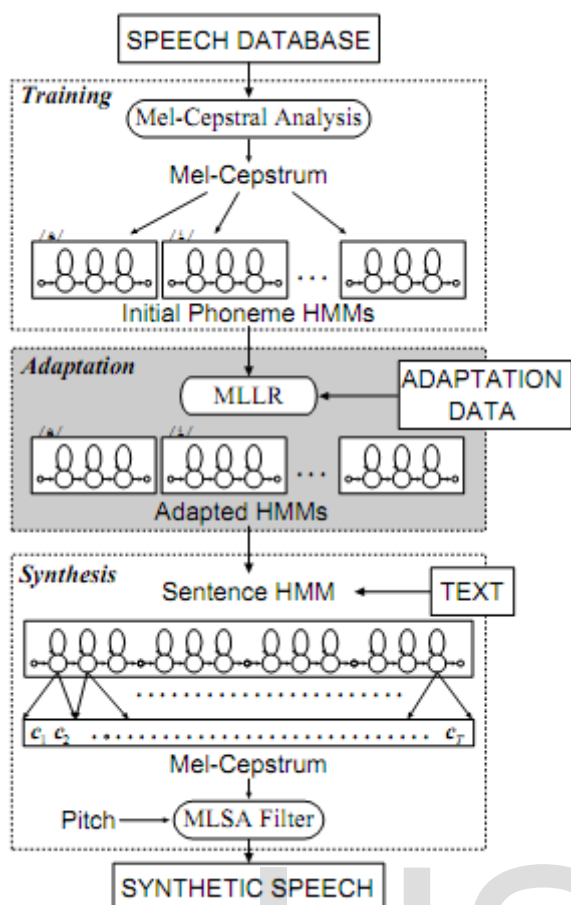 SPEECH DATABASE
Training
Mel-Cepstral Analysis
Mel-Cepstrum
/a/ /i/
...
Initial Phoneme HMMs
Adaptation
MLLR
ADAPTATION
DATA
/a/ /i/
...
Adapted HMMs
Synthesis
Sentence HMM
TEXT
c1 c2 cT
Mel-Cepstrum
Pitch
MLSA Filter
SYNTHETIC SPEECH